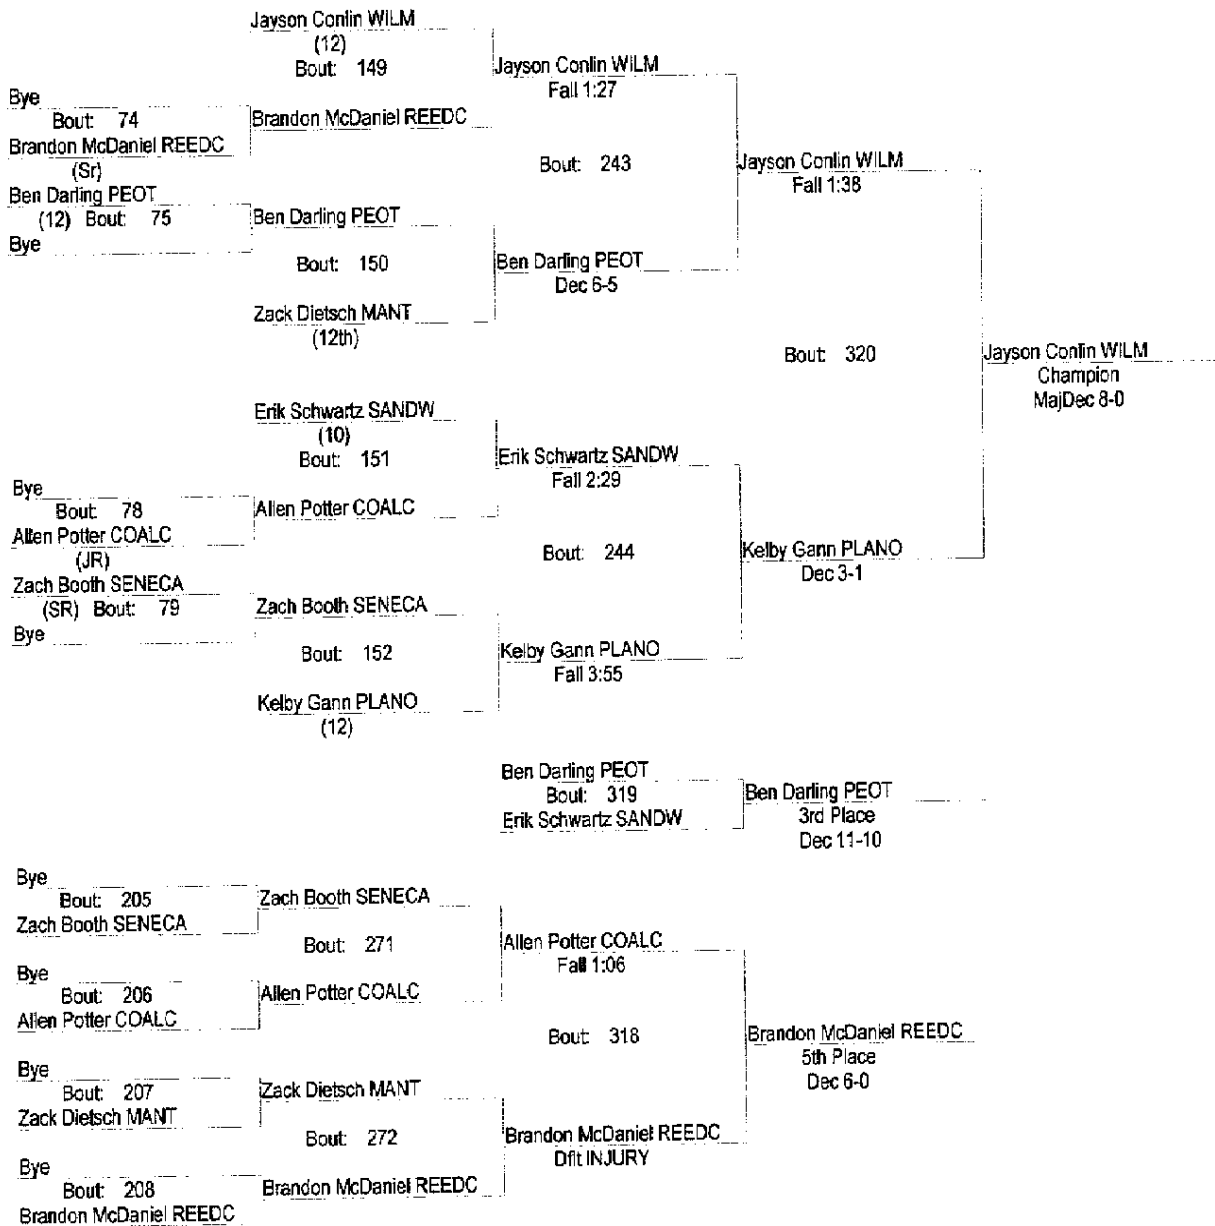 Jayson Conlin WILM
(12)
Bout: 149
Jayson Conlin WILM
Fall 1:27
Bye
Bout: 74
Brandon McDaniel REEDC
Brandon McDaniel REEDC
(Sr)
Bout: 243
Jayson Conlin WILM
Fall 1:38
Ben Darling PEOT
(12) Bout: 75
Ben Darling PEOT
Bye
Bout: 150
Ben Darling PEOT
Dec 6-5
Zack Dietsch MANT
(12th)
Bout: 320
Jayson Conlin WILM
Champion
MajDec 8-0
Erik Schwartz SANDW
(10)
Bout: 151
Erik Schwartz SANDW
Fall 2:29
Bye
Bout: 78
Allen Potter COALC
Allen Potter COALC
(JR)
Bout: 244
Kelby Gann PLANO
Dec 3-1
Zach Booth SENECA
(SR) Bout: 79
Zach Booth SENECA
Bye
Bout: 152
Kelby Gann PLANO
Fall 3:55
Kelby Gann PLANO
(12)
Ben Darling PEOT
Bout: 319
Erik Schwartz SANDW
Ben Darling PEOT
3rd Place
Dec 11-10
Bye
Bout: 205
Zach Booth SENECA
Zach Booth SENECA
Bout: 271
Allen Potter COALC
Fall 1:06
Bye
Bout: 206
Allen Potter COALC
Allen Potter COALC
Bout: 318
Brandon McDaniel REEDC
5th Place
Dec 6-0
Bye
Bout: 207
Zack Dietsch MANT
Zack Dietsch MANT
Bout: 272
Brandon McDaniel REEDC
Dflt INJURY
Bye
Bout: 208
Brandon McDaniel REEDC
Brandon McDaniel REEDC